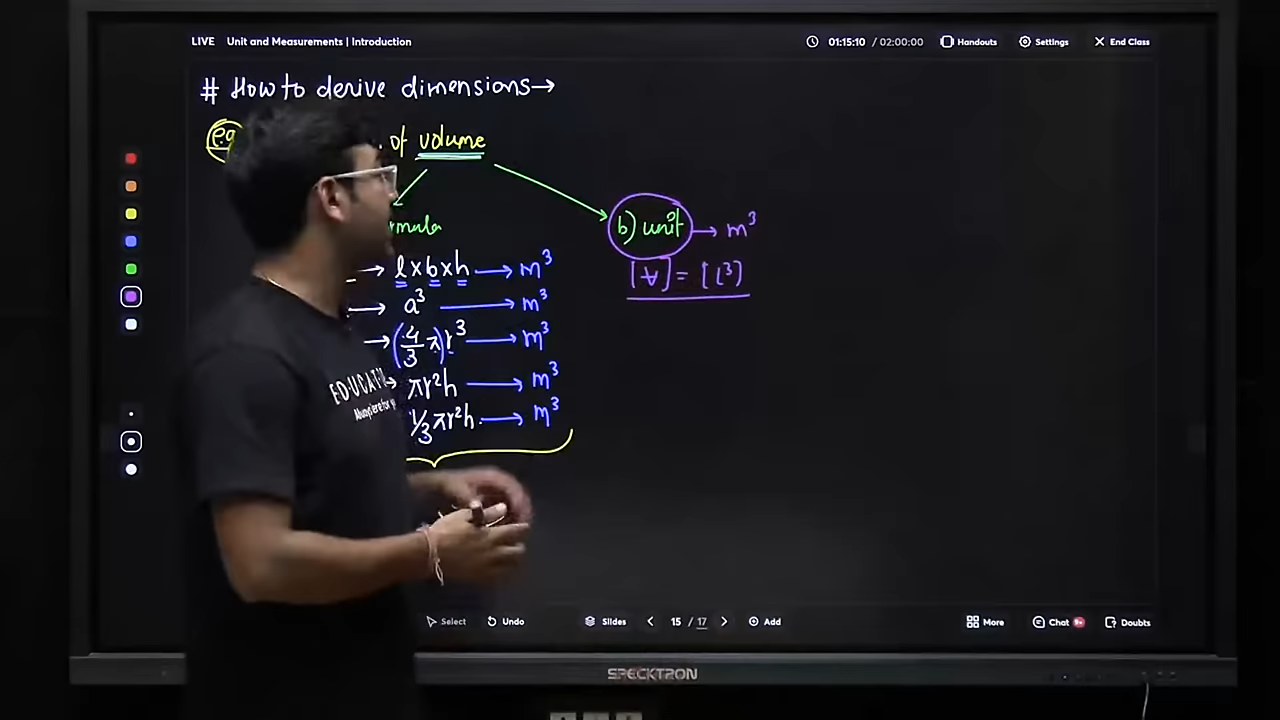 LIVE Unit and Measurements | Introduction
01:15:10 / 02:00:00 Handouts Settings End Class
# How to derive dimensions→
eg of volume
b) unit → m³
[V] = [L³]
→ l×b×h → m³
→ a³ → m³
→ (4/3 π)r³ → m³
πr²h → m³
1/3πr²h. → m³
Select Undo Slides 15 / 17 Add More Chat 9+ Doubts
SPECKTRON